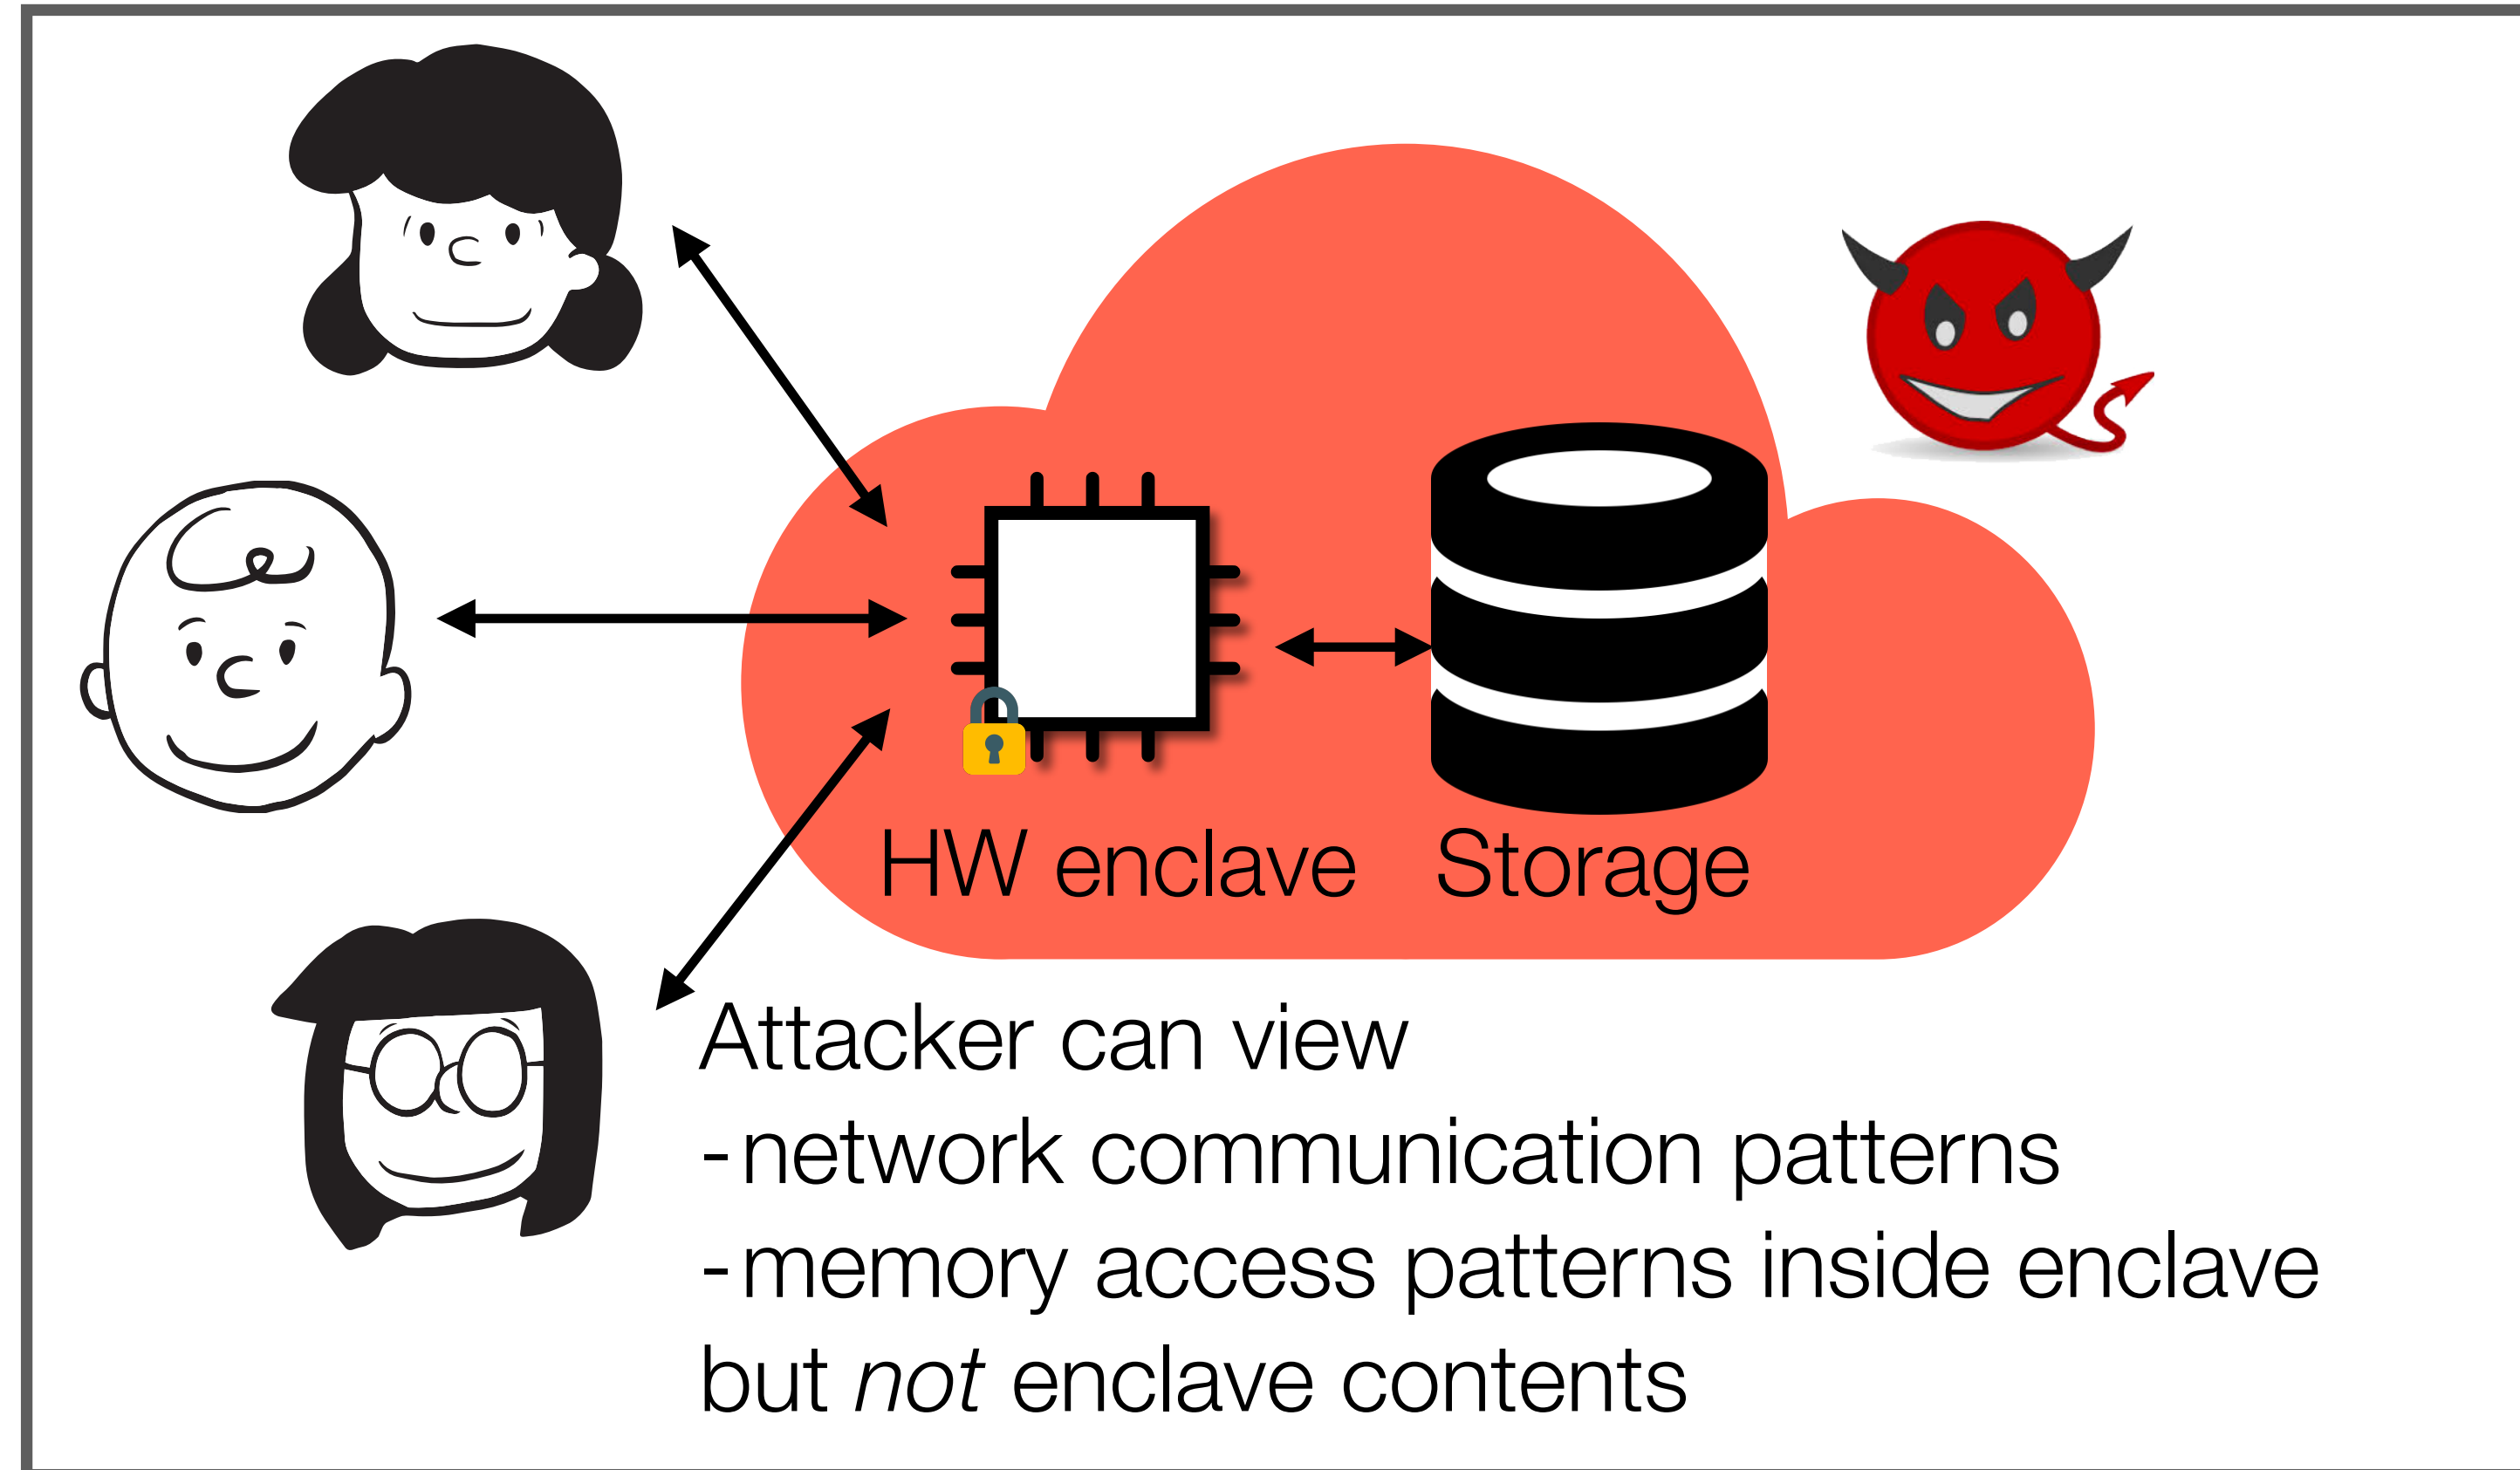 HW enclave Storage
Attacker can view
-network communication patterns
-memory access patterns inside enclave
but not enclave contents